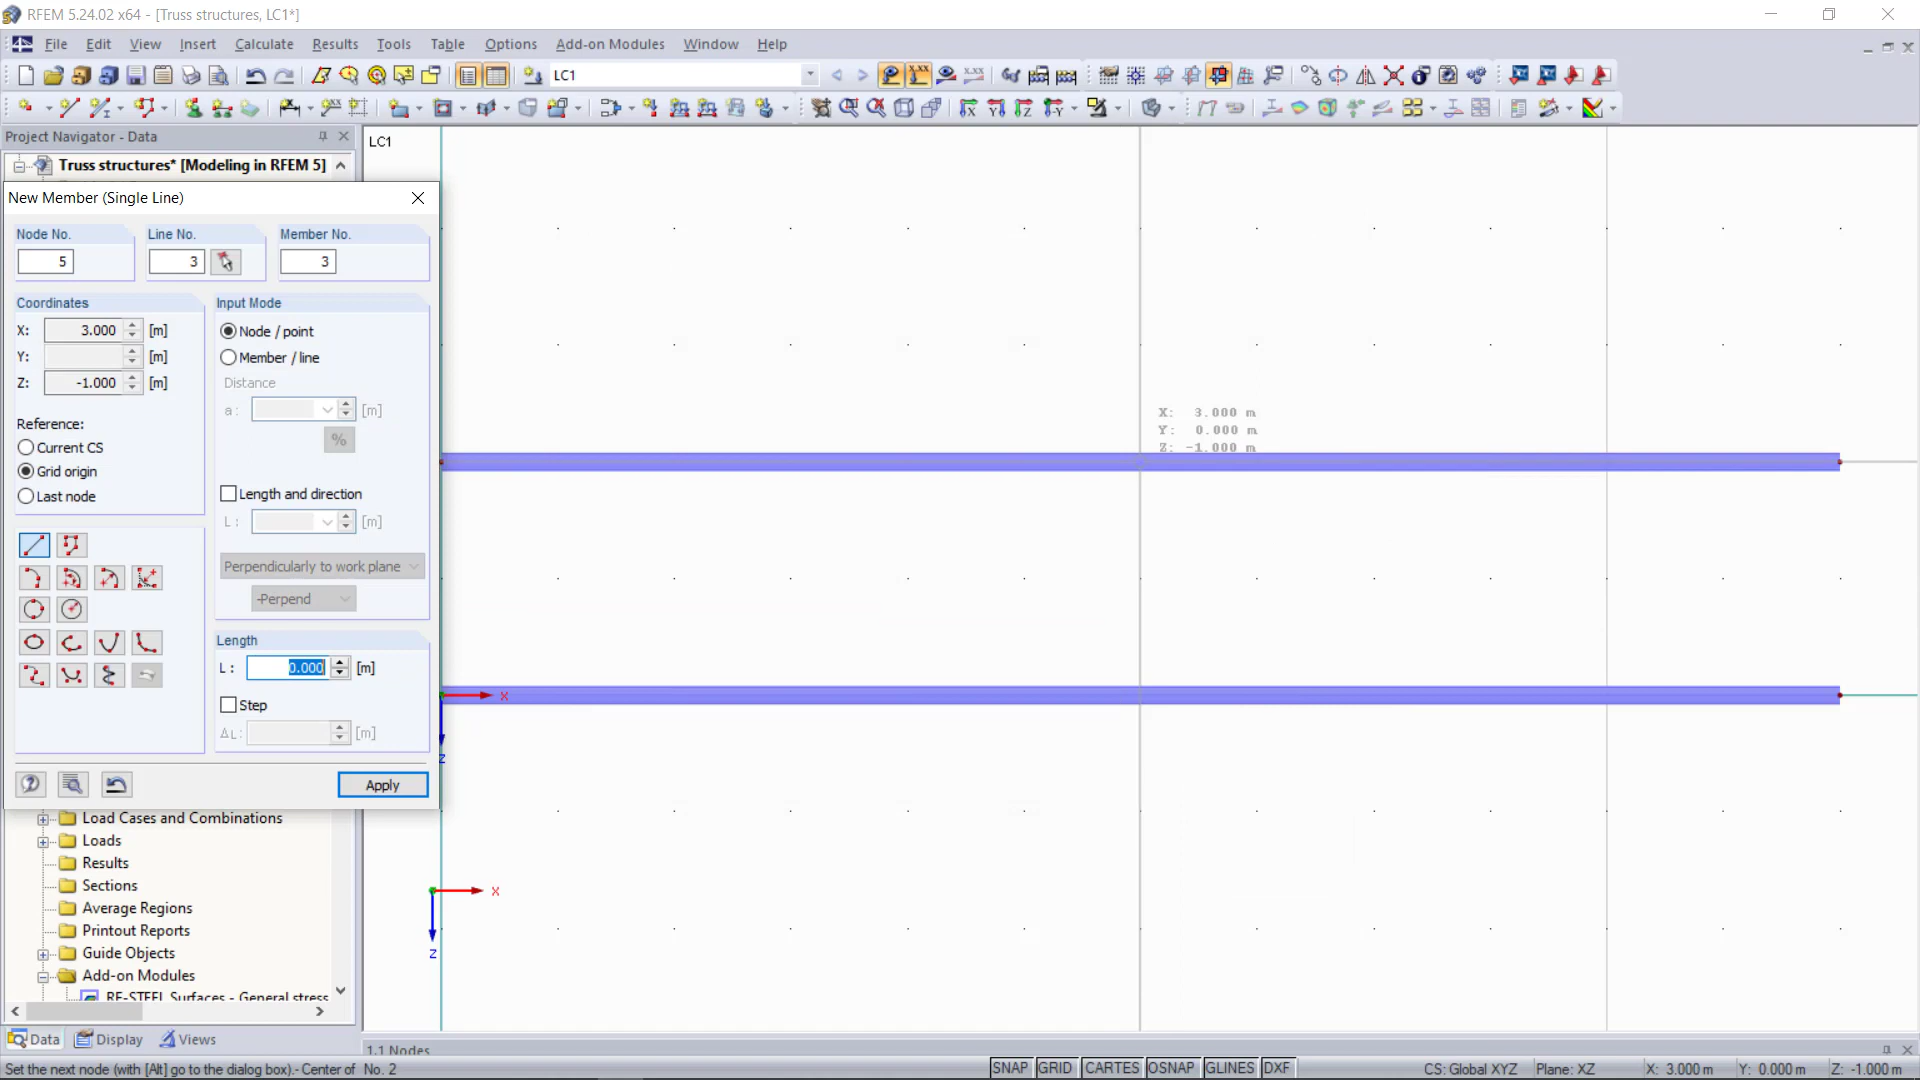 RFEM 5.24.02 x64 - [Truss structures, LC1*]
File Edit View Insert Calculate Results Tools Table Options Add-on Modules Window Help
LC1
Project Navigator - Data
Truss structures* [Modeling in RFEM 5]
LC1
New Member (Single Line)
Node No.
Line No.
Member No.
5
3
3
Coordinates
Input Mode
X: 3.000 [m]
Node / point
Y: [m]
Member / line
Z: -1.000 [m]
Distance
a: [m]
%
Reference:
Current CS
Grid origin
Last node
Length and direction
L: [m]
Perpendicularly to work plane
-Perpend
Length
L: 0.000 [m]
Step
ΔL: [m]
Apply
X: 3.000 m
Y: 0.000 m
Z: -1.000 m
X
Z
X
Z
Load Cases and Combinations
Loads
Results
Sections
Average Regions
Printout Reports
Guide Objects
Add-on Modules
RF-STEEL Surfaces - General stress
Data Display Views
1.1 Nodes
Set the next node (with [Alt] go to the dialog box).- Center of No. 2
SNAP GRID CARTES OSNAP GLINES DXF
CS: Global XYZ Plane: XZ X: 3.000 m Y: 0.000 m Z: -1.000 m